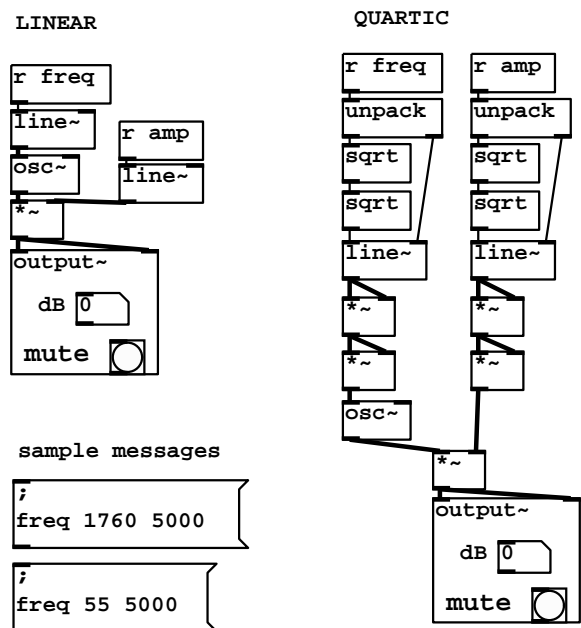 LINEAR
r freq
line~
r amp
osc~
line~
*~
output~
dB 0
mute
sample messages
;
freq 1760 5000
;
freq 55 5000
QUARTIC
r freq
r amp
unpack
unpack
sqrt
sqrt
sqrt
sqrt
line~
line~
*~
*~
*~
*~
osc~
*~
output~
dB 0
mute